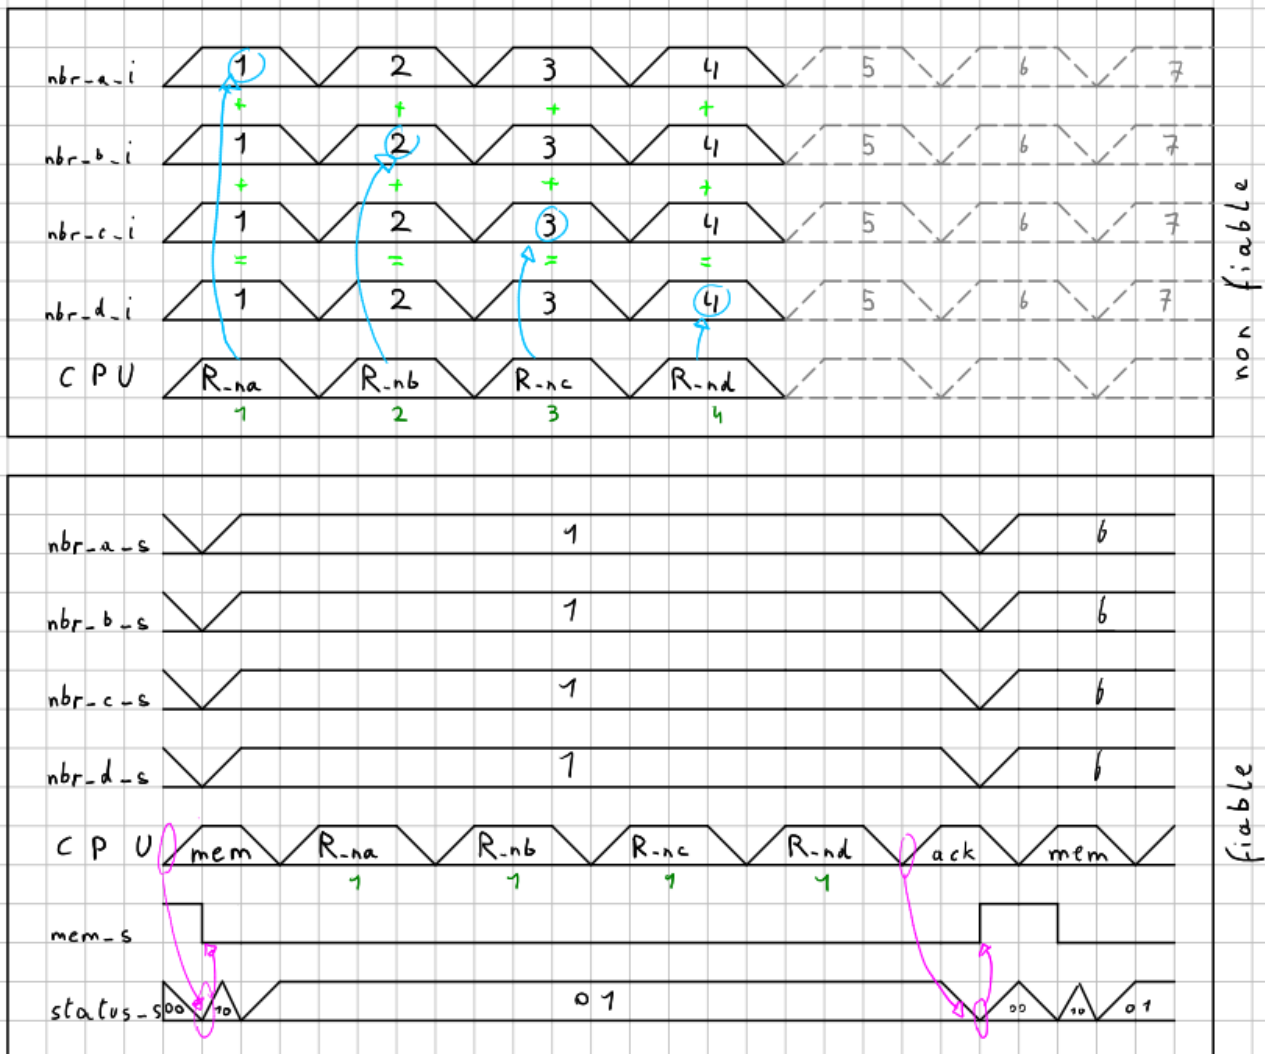 nbr_a_i 1 2 3 4 5 6 7
+ + + +
nbr_b_i 1 2 3 4 5 6 7
+ + + +
nbr_c_i 1 2 3 4 5 6 7
= = = =
nbr_d_i 1 2 3 4 5 6 7
CPU R_na R_nb R_nc R_nd
1 2 3 4
non fiable
nbr_a_s 1 6
nbr_b_s 1 6
nbr_c_s 1 6
nbr_d_s 1 6
CPU mem R_na R_nb R_nc R_nd ack mem
1 1 1 1
mem_s
status_s 00 10 01 00 10 01
fiable